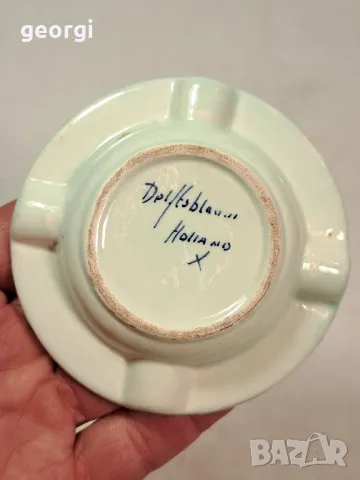 georgi
Delftsblauw
Holland
X
BAZAR